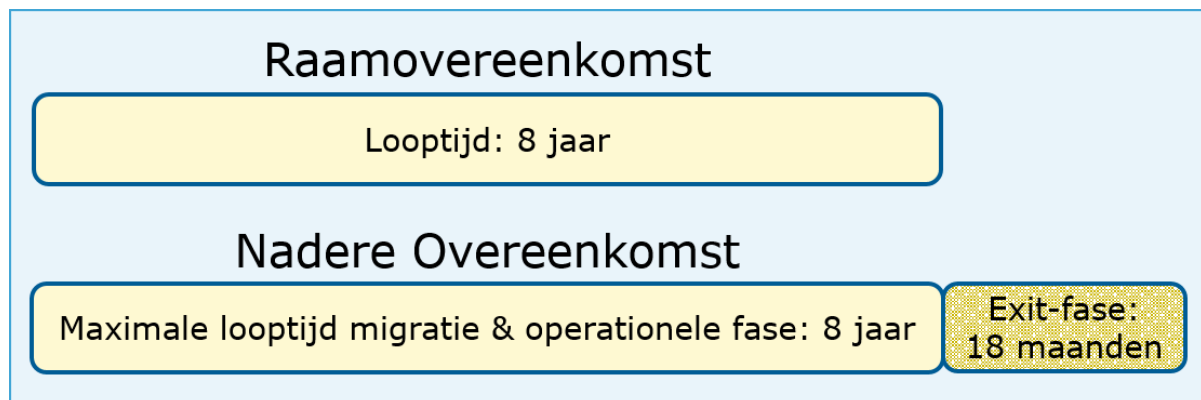 Raamovereenkomst
Looptijd: 8 jaar
Nadere Overeenkomst
Maximale looptijd migratie & operationele fase: 8 jaar
Exit-fase:
18 maanden